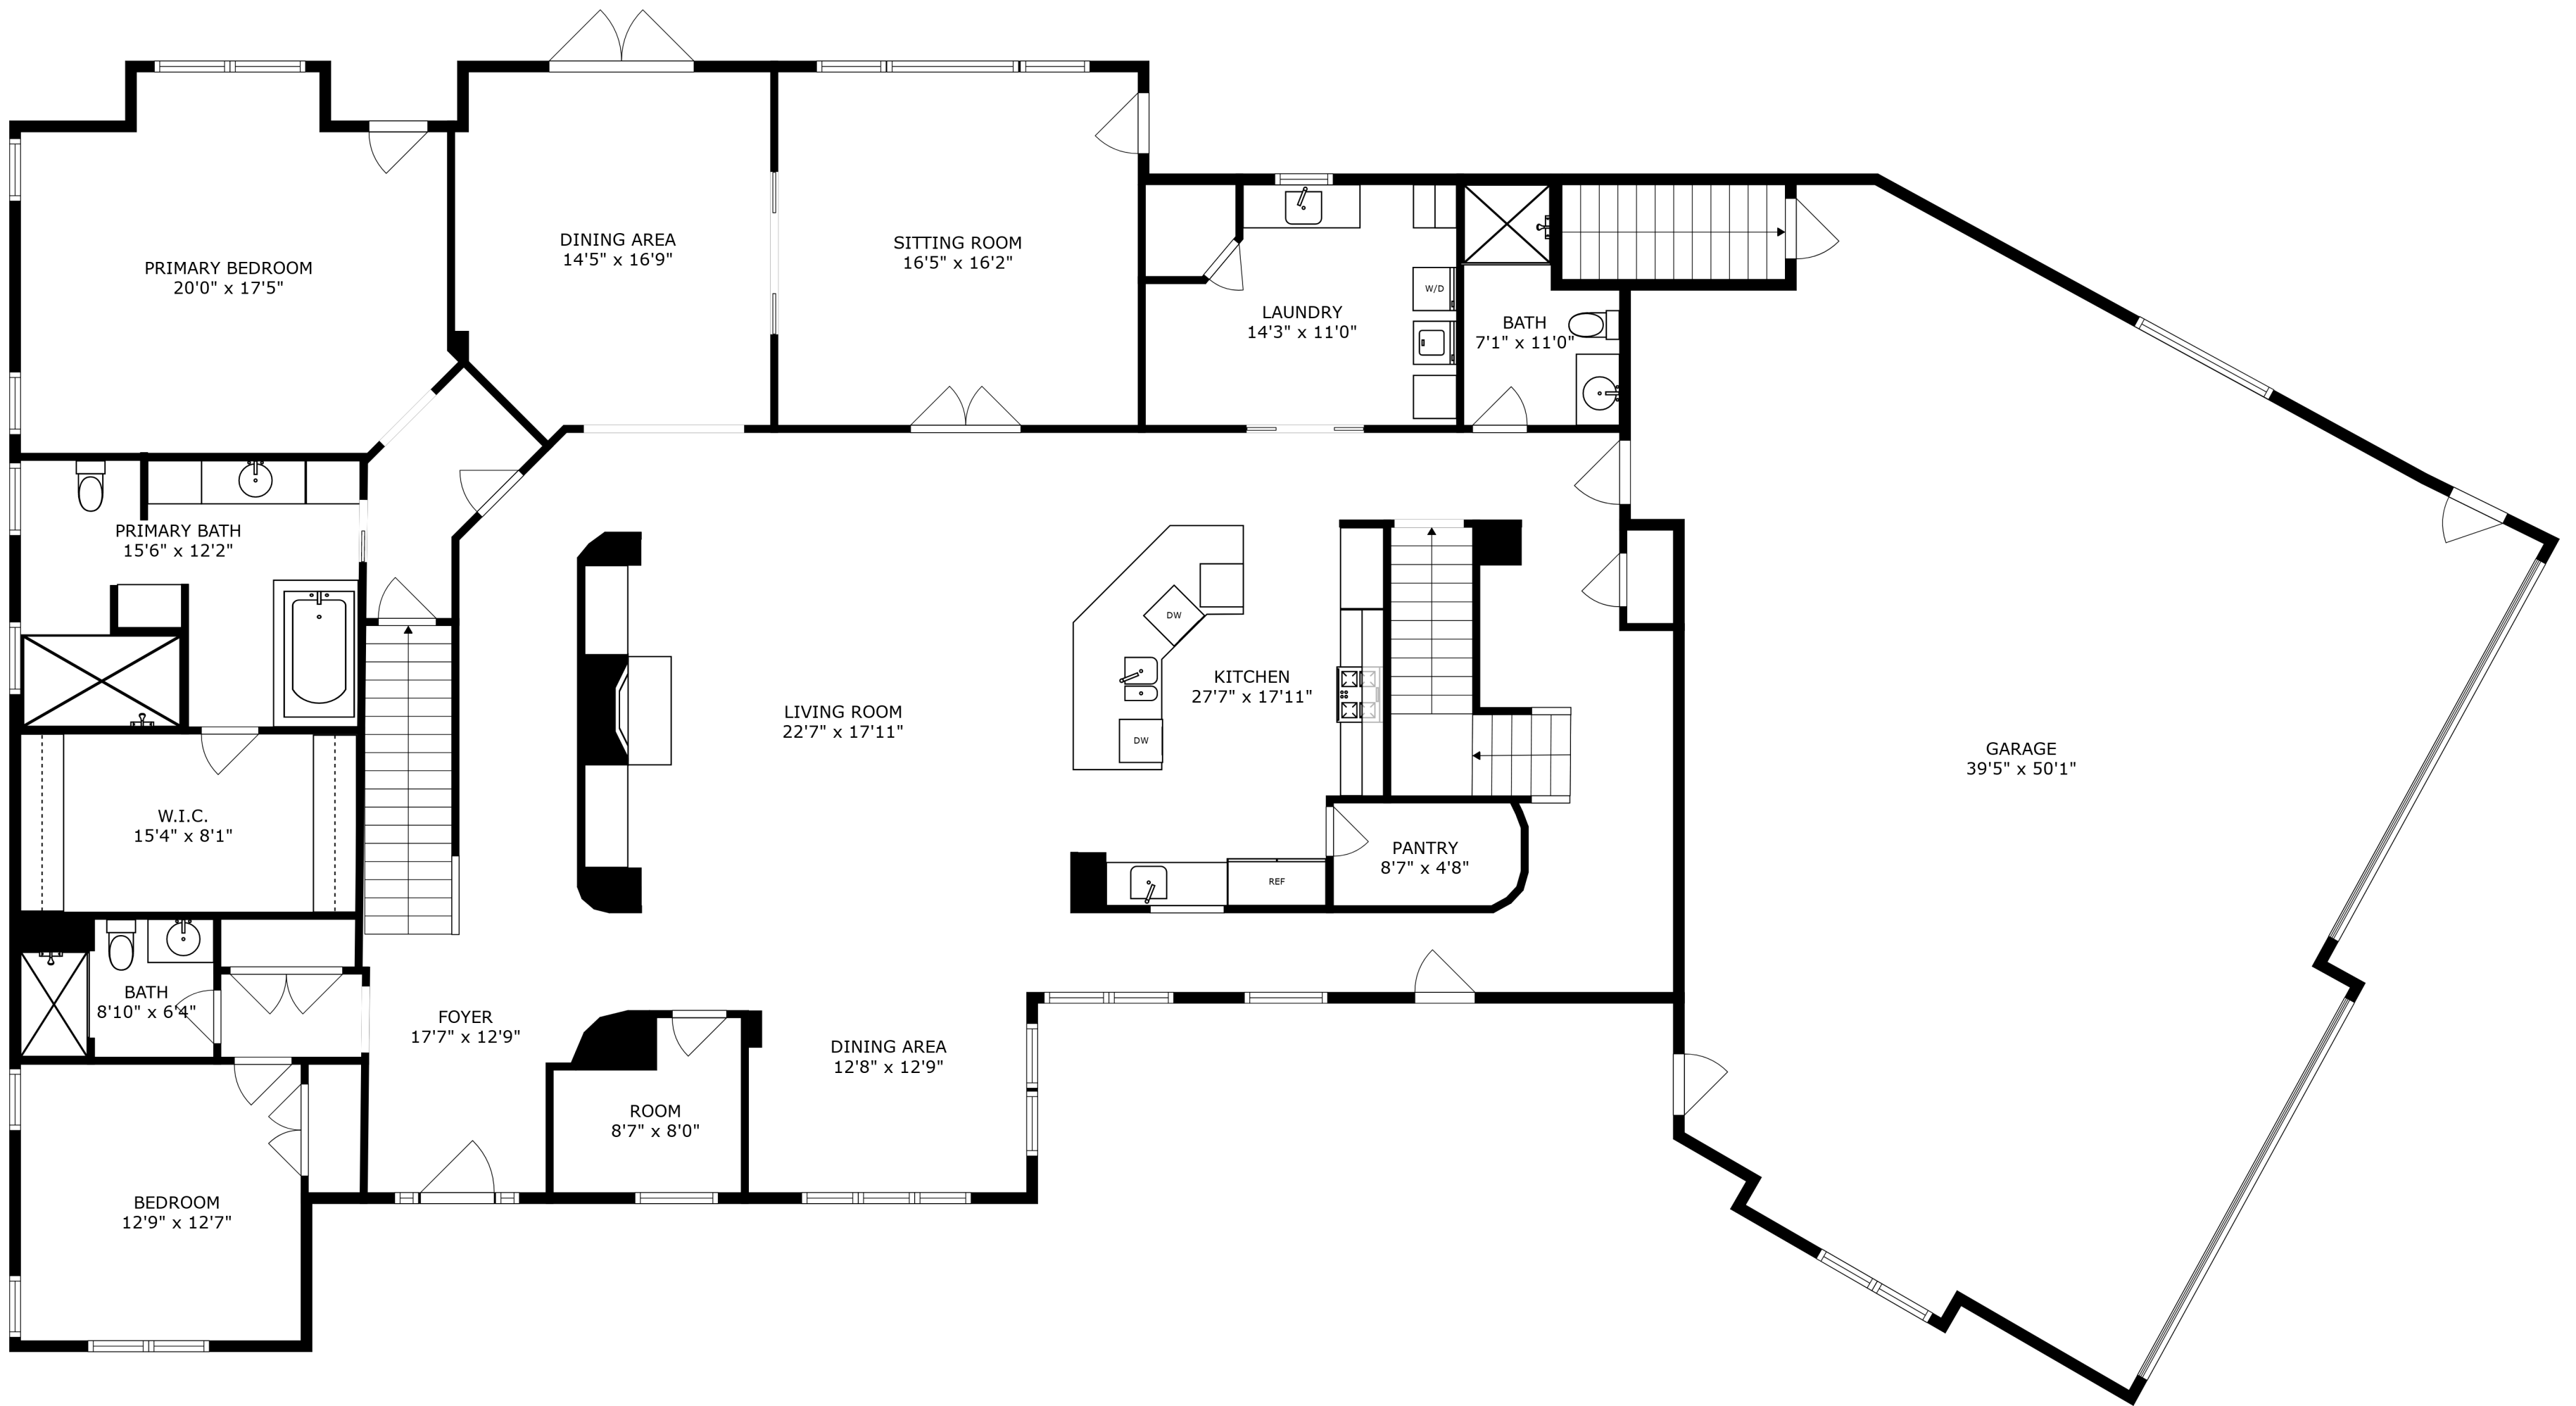 PRIMARY BEDROOM
20'0" x 17'5"
DINING AREA
14'5" x 16'9"
SITTING ROOM
16'5" x 16'2"
LAUNDRY
14'3" x 11'0"
W/D
BATH
7'1" x 11'0"
PRIMARY BATH
15'6" x 12'2"
LIVING ROOM
22'7" x 17'11"
DW
KITCHEN
27'7" x 17'11"
DW
GARAGE
39'5" x 50'1"
W.I.C.
15'4" x 8'1"
PANTRY
8'7" x 4'8"
REF
BATH
8'10" x 6'4"
FOYER
17'7" x 12'9"
DINING AREA
12'8" x 12'9"
ROOM
8'7" x 8'0"
BEDROOM
12'9" x 12'7"